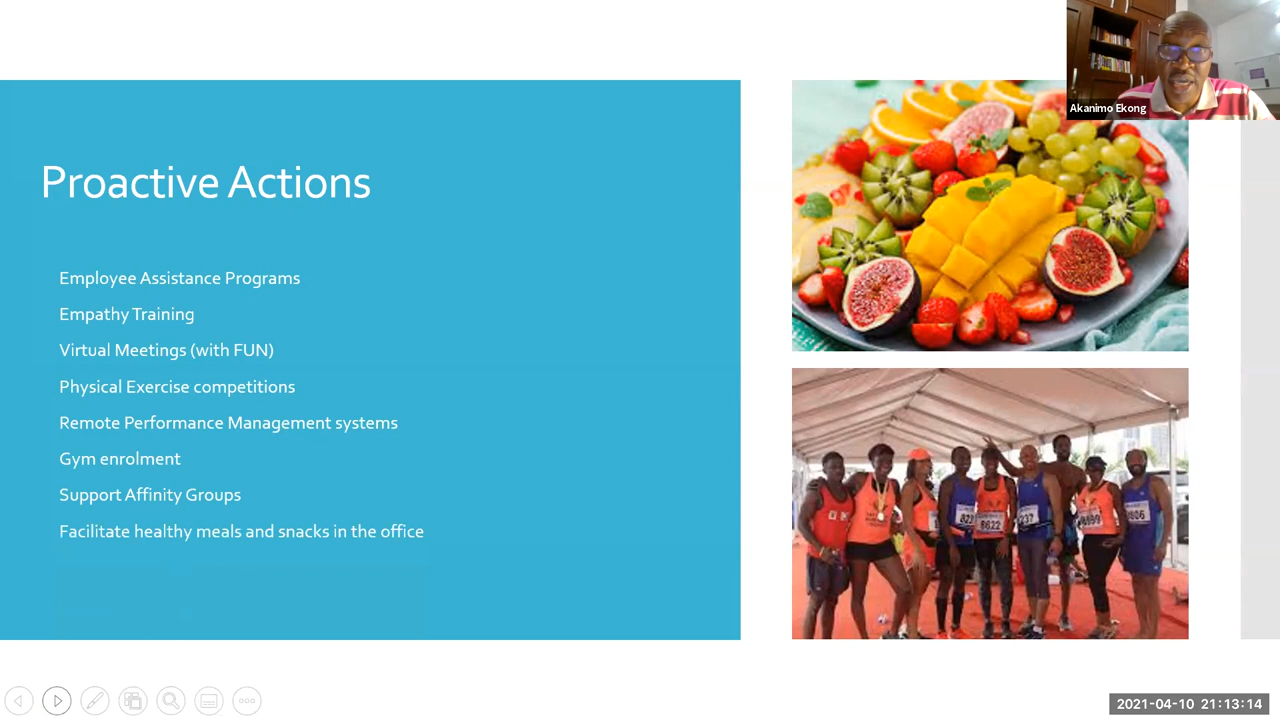 Akanimo Ekong
Proactive Actions
Employee Assistance Programs
Empathy Training
Virtual Meetings (with FUN)
Physical Exercise competitions
Remote Performance Management systems
Gym enrolment
Support Affinity Groups
Facilitate healthy meals and snacks in the office
6622
237
2021-04-10 21:13:14